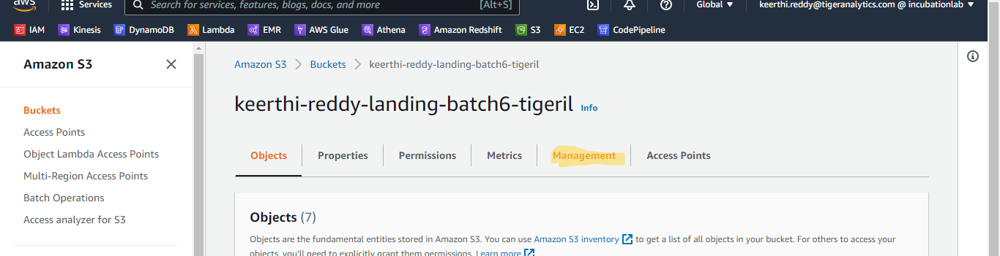 aws Services Search for services, features, blogs, docs, and more [Alt+S] Global ▼ keerthi.reddy@tigeranalytics.com @ incubationlab ▼
IAM Kinesis DynamoDB Lambda EMR AWS Glue Athena Amazon Redshift S3 EC2 CodePipeline
Amazon S3
Buckets
Access Points
Object Lambda Access Points
Multi-Region Access Points
Batch Operations
Access analyzer for S3
Amazon S3 > Buckets > keerthi-reddy-landing-batch6-tigeril
keerthi-reddy-landing-batch6-tigeril Info
Objects Properties Permissions Metrics Management Access Points
Objects (7)
Objects are the fundamental entities stored in Amazon S3. You can use Amazon S3 inventory to get a list of all objects in your bucket. For others to access your
objects, you'll need to explicitly grant them permissions. Learn more